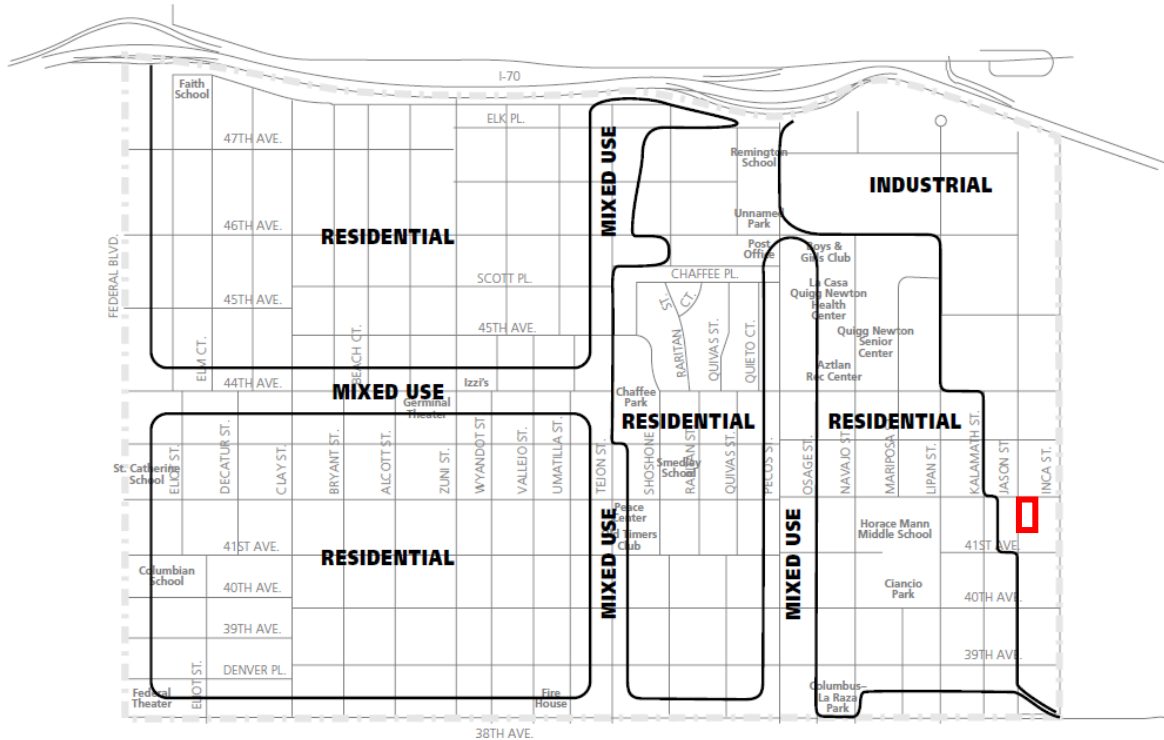 I-70
Faith
School
ELK PL.
47TH AVE.
MIXED USE
Remington
School
INDUSTRIAL
46TH AVE.
RESIDENTIAL
Unnamed
Park
FEDERAL BLVD.
Post
Office
Boys &
Girls Club
SCOTT PL.
CHAFFEE PL.
45TH AVE.
La Casa
Quigg Newton
Health
Center
ST.
CT.
RARITAN
QUIVAS ST.
QUIETO CT.
45TH AVE.
Quigg Newton
Senior
Center
ELM CT.
BEACH CT.
Aztlan
Rec Center
44TH AVE.
MIXED USE
Izzi's
Germinal
Theater
Chaffee
Park
RESIDENTIAL
RESIDENTIAL
St. Catherine
School
ELIOT ST.
DECATUR ST.
CLAY ST.
BRYANT ST.
ALCOTT ST.
ZUNI ST.
WYANDOT ST
VALLEJO ST.
UMATILLA ST.
TEJON ST.
SHOSHONE
RARITAN ST.
QUIVAS ST.
PECOS ST.
OSAGE ST.
NAVAJO ST.
MARIPOSA
LIPAN ST.
KALAMATH ST.
JASON ST
INCA ST.
Smedley
School
Peace
Center
Timers
Club
MIXED USE
MIXED USE
Horace Mann
Middle School
41ST AVE.
41ST AVE.
RESIDENTIAL
Columbian
School
40TH AVE.
Ciancio
Park
40TH AVE.
39TH AVE.
39TH AVE.
DENVER PL.
ELIOT ST.
Federal
Theater
Fire
House
Columbus–
La Raza
Park
38TH AVE.